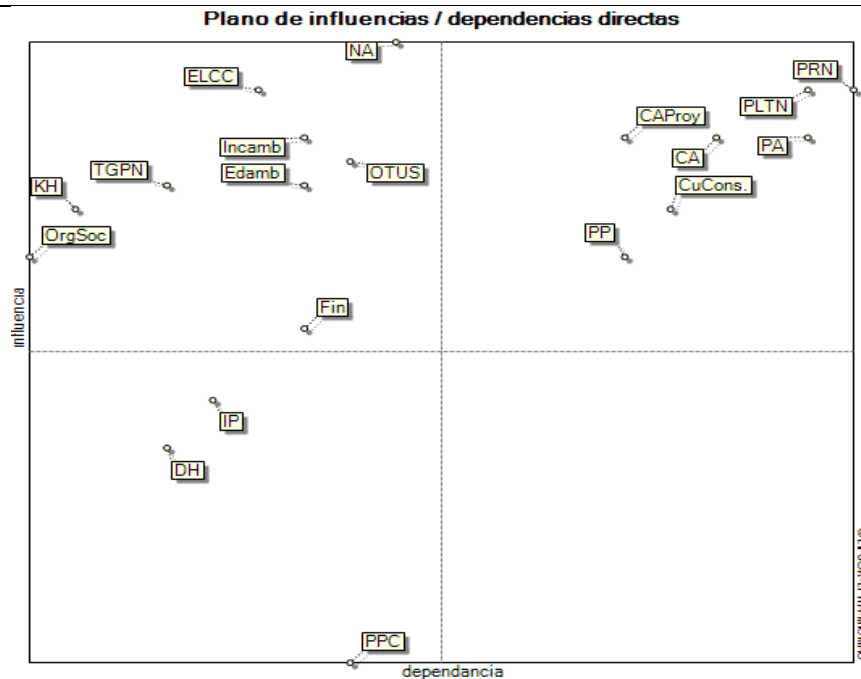 Plano de influencias / dependencias directas
NA
ELCC
PRN
PLTN
CAProy
Incamb
PA
CA
TGPN
Edamb
OTUS
KH
CuCons.
OrgSoc
PP
Fin
influencia
IP
DH
PPC
dependancia